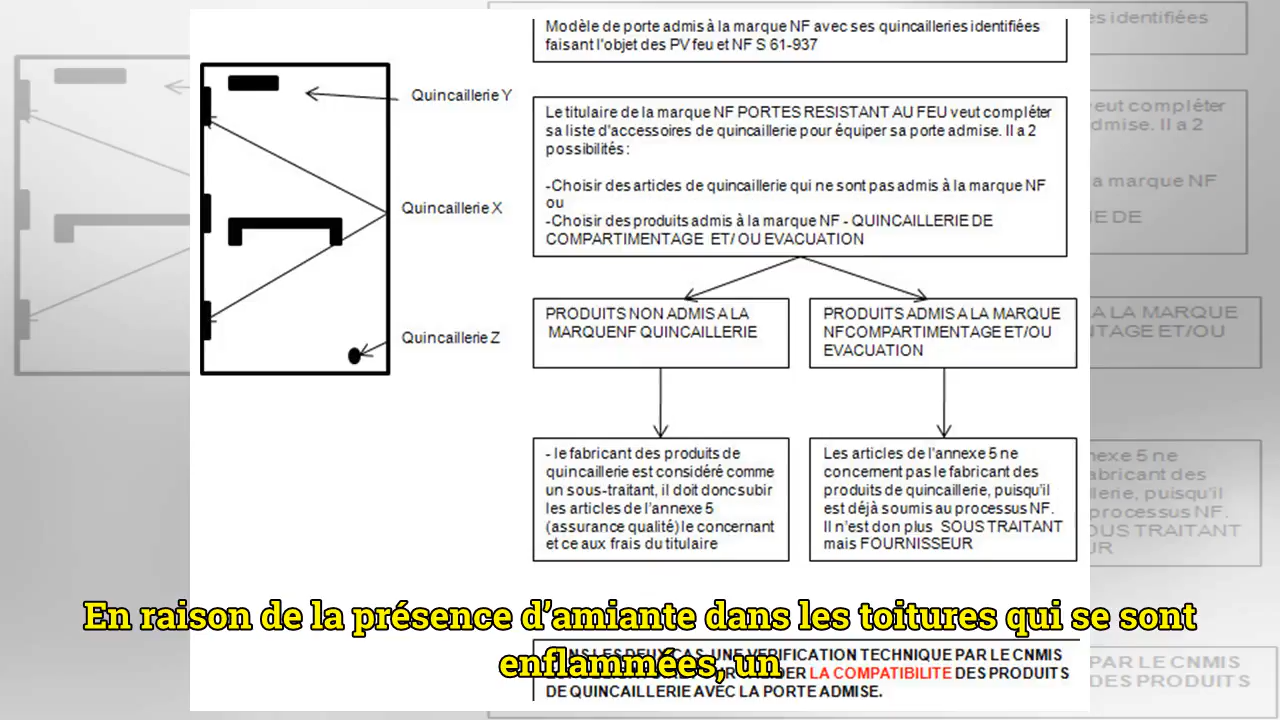 Modèle de porte admis à la marque NF avec ses quincailleries identifiées
faisant l'objet des PV feu et NF S 61-937
Quincaillerie Y
Quincaillerie X
Quincaillerie Z
Le titulaire de la marque NF PORTES RESISTANT AU FEU veut compléter
sa liste d'accessoires de quincaillerie pour équiper sa porte admise. Il a 2
possibilités :
-Choisir des articles de quincaillerie qui ne sont pas admis à la marque NF
ou
-Choisir des produits admis à la marque NF - QUINCAILLERIE DE
COMPARTIMENTAGE ET/ OU EVACUATION
PRODUITS NON ADMIS A LA
MARQUENF QUINCAILLERIE
PRODUITS ADMIS A LA MARQUE
NFCOMPARTIMENTAGE ET/OU
EVACUATION
- le fabricant des produits de
quincaillerie est considéré comme
un sous-traitant, il doit donc subir
les articles de l'annexe 5
(assurance qualité) le concernant
et ce aux frais du titulaire
Les articles de l'annexe 5 ne
concernent pas le fabricant des
produits de quincaillerie, puisqu'il
est déjà soumis au processus NF.
Il n'est don plus SOUS TRAITANT
mais FOURNISSEUR
En raison de la présence d'amiante dans les toitures qui se sont
enflammées, un
UNE VERIFICATION TECHNIQUE PAR LE CNMIS
LA COMPATIBILITE DES PRODUITS
DE QUINCAILLERIE AVEC LA PORTE ADMISE.